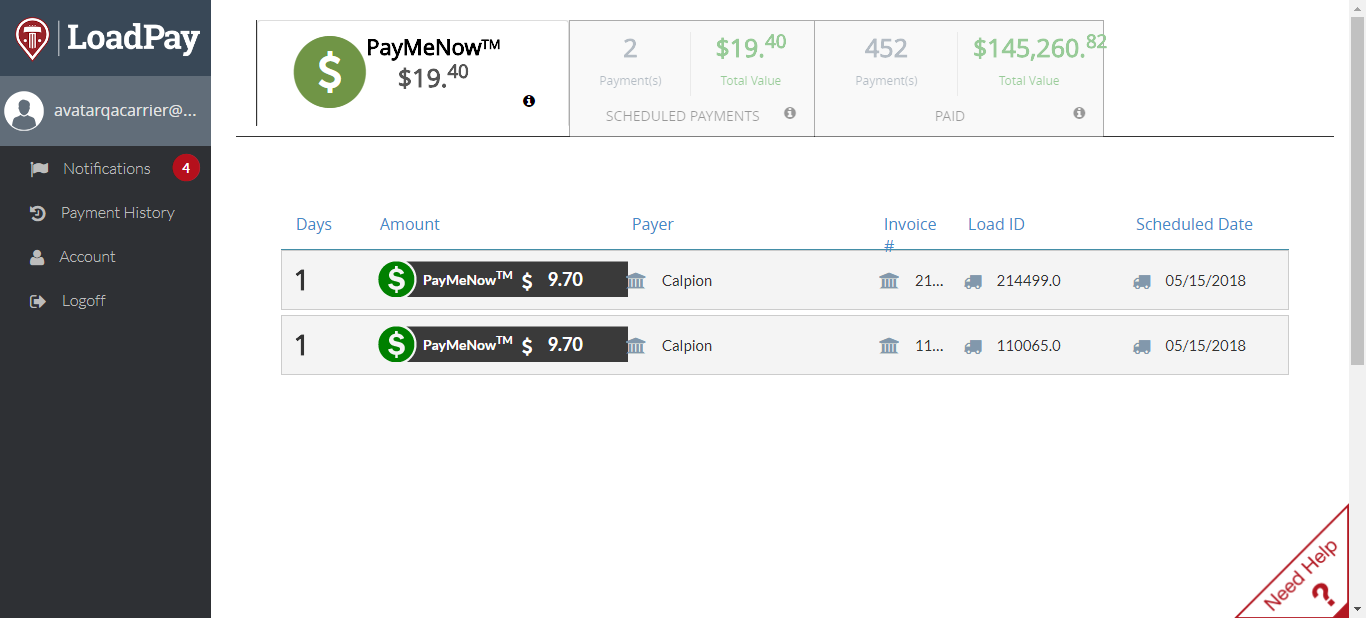 LoadPay
avatarqacarrier@...
Notifications 4
Payment History
Account
Logoff
PayMeNow™
$19.40
2 $19.40
Payment(s) Total Value
SCHEDULED PAYMENTS
452 $145,260.82
Payment(s) Total Value
PAID
Days Amount Payer Invoice # Load ID Scheduled Date
1 $ PayMeNow™ $ 9.70 Calpion 21... 214499.0 05/15/2018
1 $ PayMeNow™ $ 9.70 Calpion 11... 110065.0 05/15/2018
Need Help
?